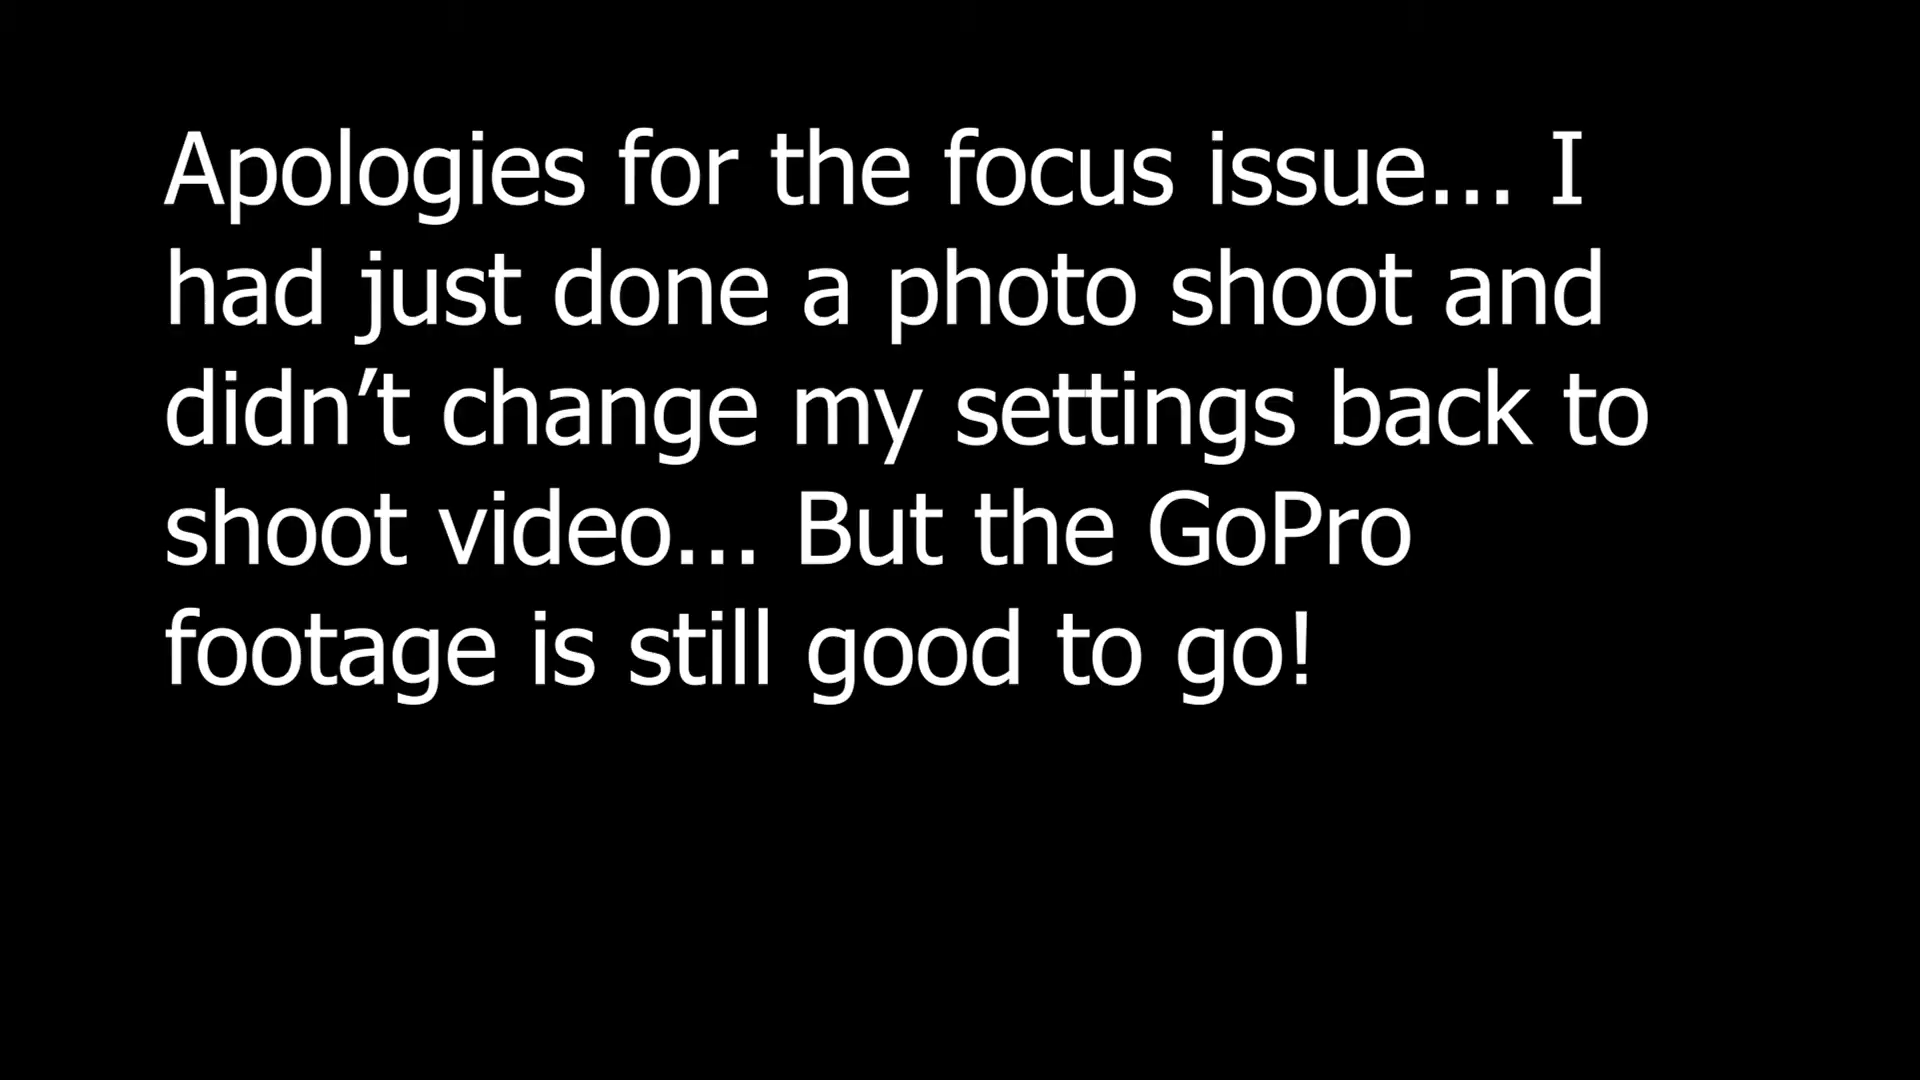 Apologies for the focus issue... I
had just done a photo shoot and
didn’t change my settings back to
shoot video... But the GoPro
footage is still good to go!